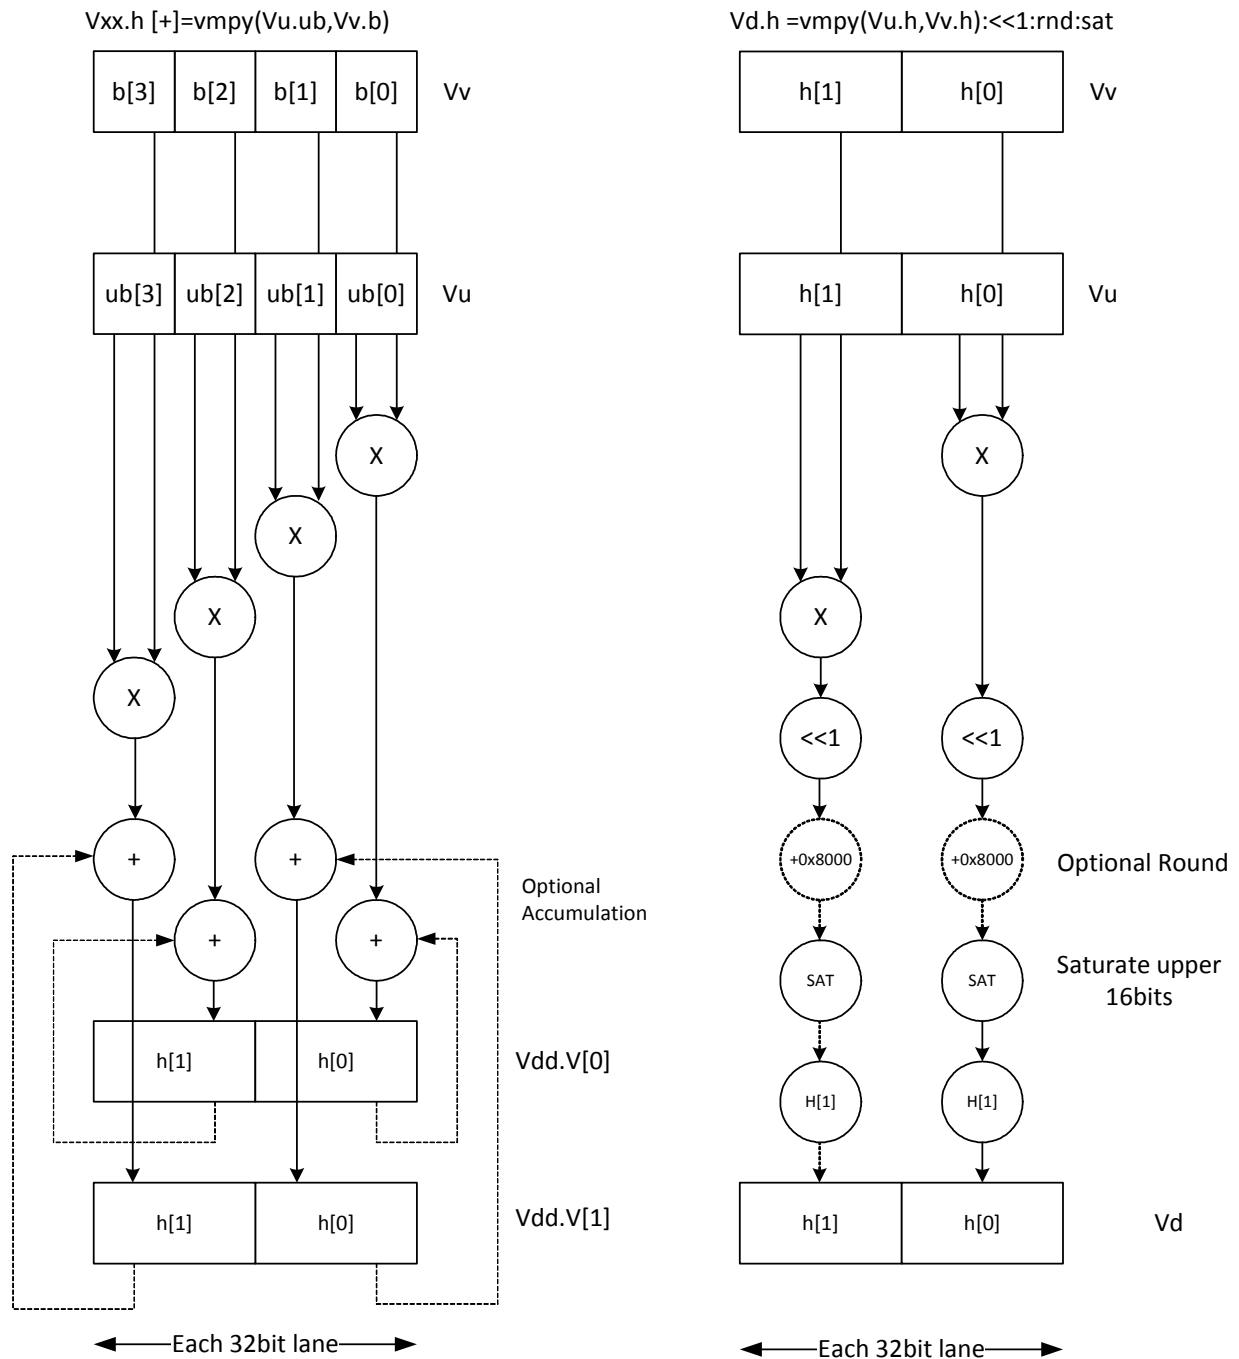 Vxx.h [+]=vmpy(Vu.ub,Vv.b)
b[3] b[2] b[1] b[0] Vv
ub[3] ub[2] ub[1] ub[0] Vu
X
X
X
X
+ +
Optional
Accumulation
+ +
h[1] h[0] Vdd.V[0]
h[1] h[0] Vdd.V[1]
Each 32bit lane
Vd.h =vmpy(Vu.h,Vv.h):<<1:rnd:sat
h[1] h[0] Vv
h[1] h[0] Vu
X
X
<<1 <<1
+0x8000 +0x8000 Optional Round
SAT SAT Saturate upper
16bits
H[1] H[1]
h[1] h[0] Vd
Each 32bit lane